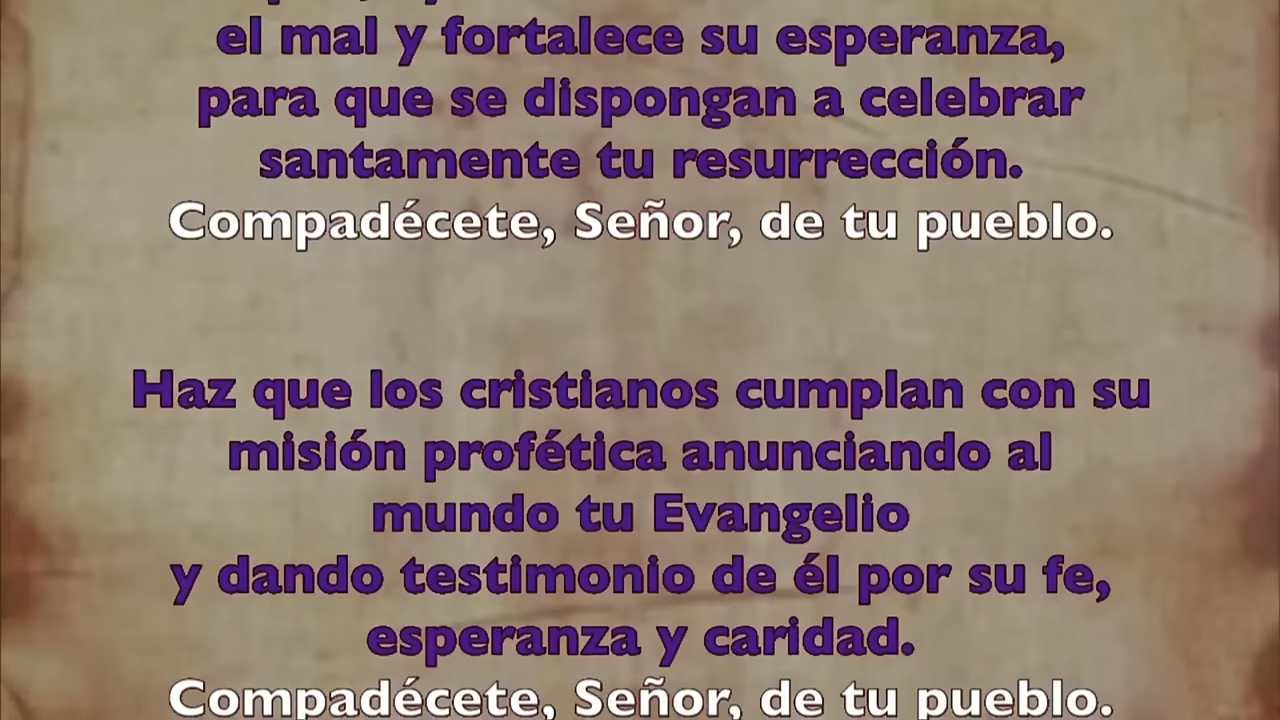 el mal y fortalece su esperanza,
para que se dispongan a celebrar
santamente tu resurrección.
Compadécete, Señor, de tu pueblo.
Haz que los cristianos cumplan con su
misión profética anunciando al
mundo tu Evangelio
y dando testimonio de él por su fe,
esperanza y caridad.
Compadécete, Señor, de tu pueblo.